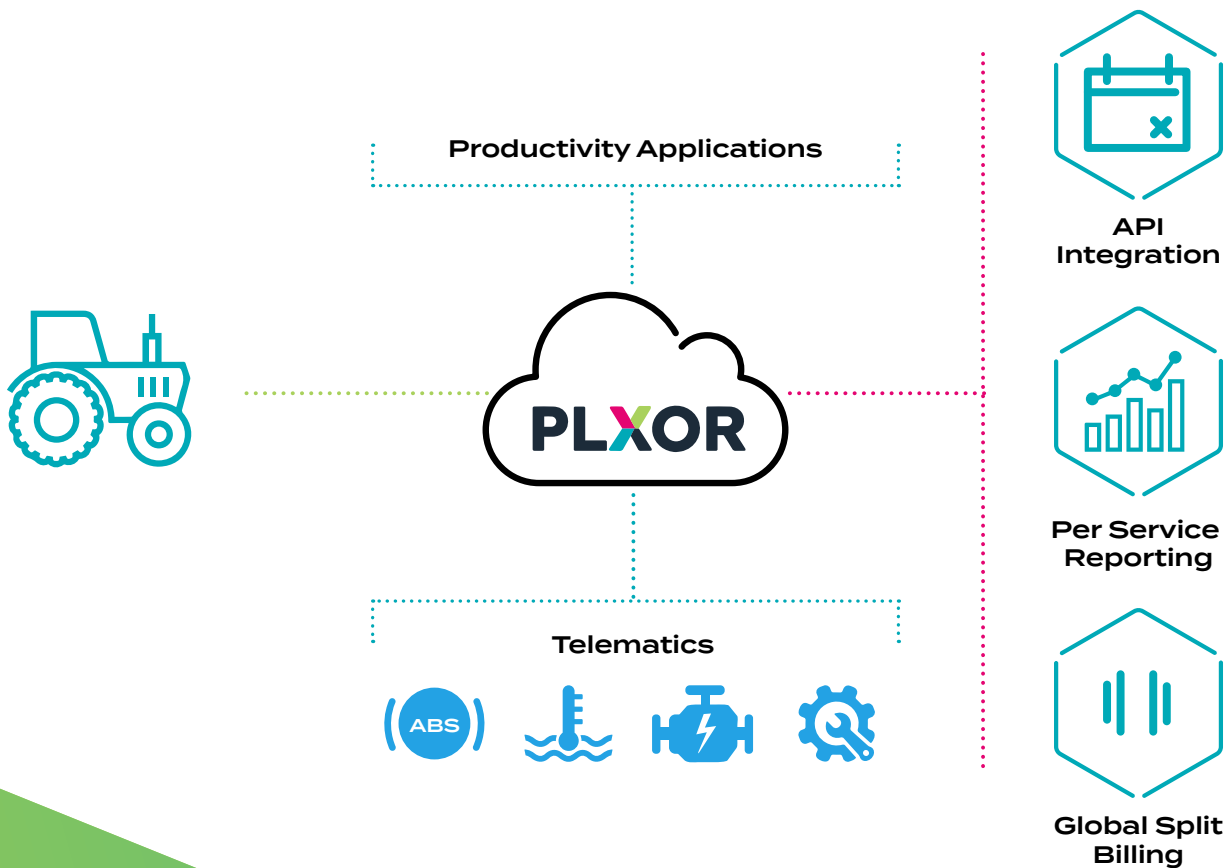 Productivity Applications
PLXOR
Telematics
ABS
API
Integration
Per Service
Reporting
Global Split
Billing